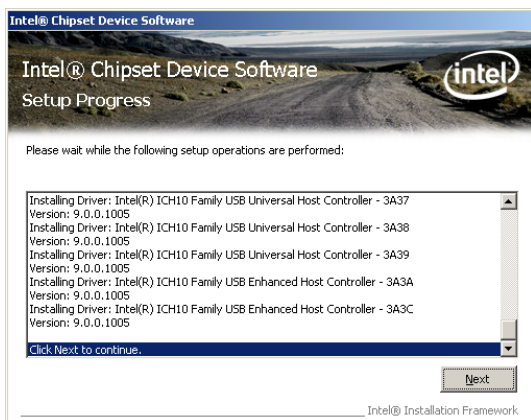 Intel® Chipset Device Software
Intel® Chipset Device Software
intel
Setup Progress
Please wait while the following setup operations are performed:
Installing Driver: Intel(R) ICH10 Family USB Universal Host Controller - 3A37
Version: 9.0.0.1005
Installing Driver: Intel(R) ICH10 Family USB Universal Host Controller - 3A38
Version: 9.0.0.1005
Installing Driver: Intel(R) ICH10 Family USB Universal Host Controller - 3A39
Version: 9.0.0.1005
Installing Driver: Intel(R) ICH10 Family USB Enhanced Host Controller - 3A3A
Version: 9.0.0.1005
Installing Driver: Intel(R) ICH10 Family USB Enhanced Host Controller - 3A3C
Version: 9.0.0.1005
Click Next to continue.
Next
Intel® Installation Framework